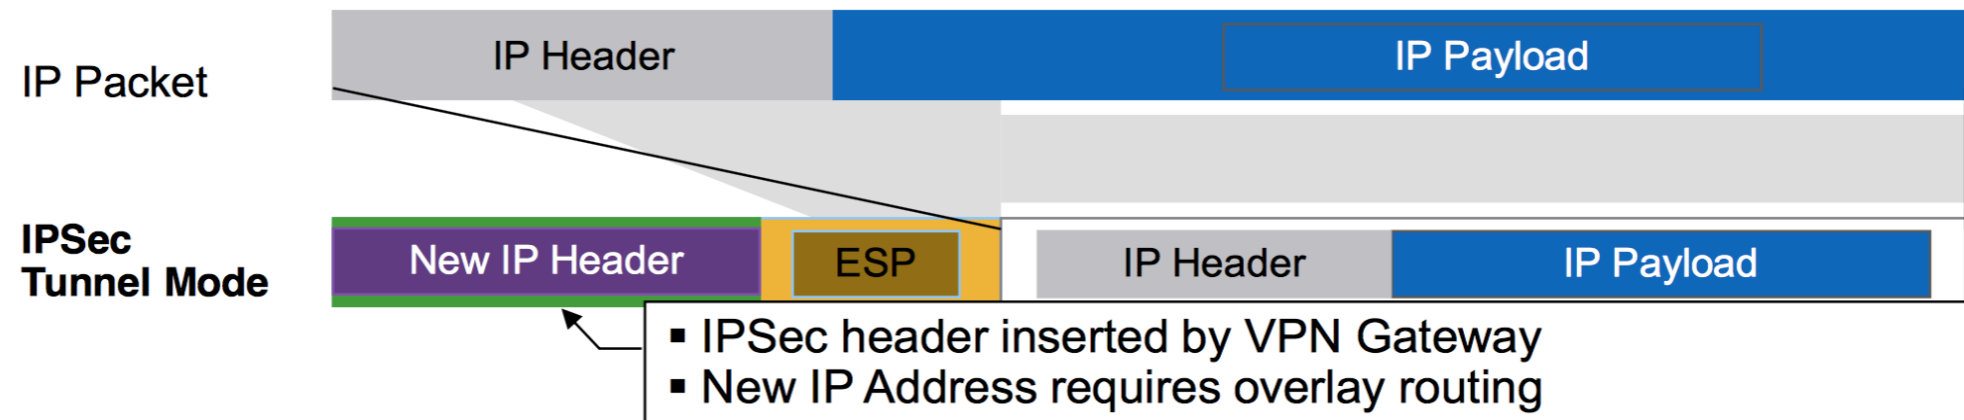 IP Packet
IP Header
IP Payload
IPSec
Tunnel Mode
New IP Header
ESP
IP Header
IP Payload
▪ IPSec header inserted by VPN Gateway
▪ New IP Address requires overlay routing